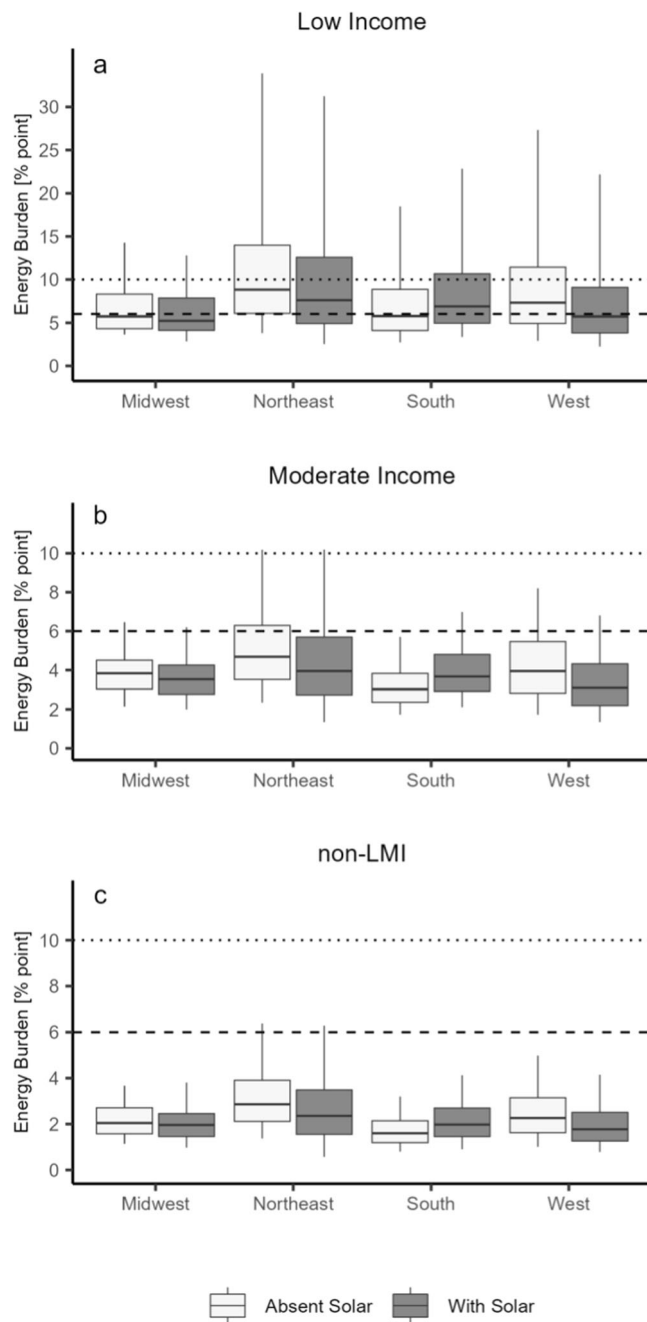 Low Income
a
Energy Burden [% point]
30
25
20
15
10
5
0
Midwest Northeast South West
Moderate Income
b
Energy Burden [% point]
10
8
6
4
2
0
Midwest Northeast South West
non-LMI
c
Energy Burden [% point]
10
8
6
4
2
0
Midwest Northeast South West
Absent Solar With Solar